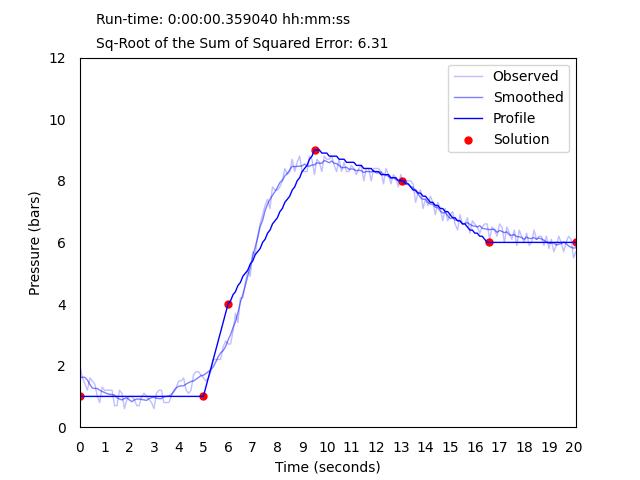 Run-time: 0:00:00.359040 hh:mm:ss
Sq-Root of the Sum of Squared Error: 6.31
12
10
8
6
4
2
0
Pressure (bars)
Observed
Smoothed
Profile
Solution
0 1 2 3 4 5 6 7 8 9 10 11 12 13 14 15 16 17 18 19 20
Time (seconds)